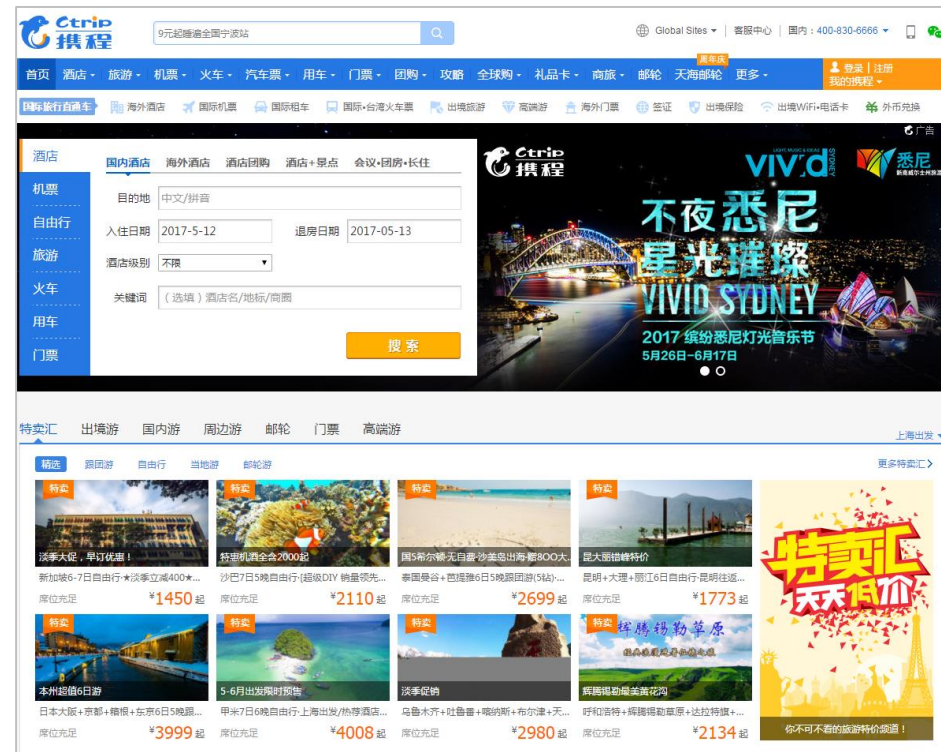 Ctrip
携程
9元起睡遍全国宁波站
Global Sites
客服中心
国内：400-830-6666
周年庆
首页 酒店 旅游 机票 火车 汽车票 用车 门票 团购 攻略 全球购 礼品卡 商旅 邮轮 天海邮轮 更多
登录 | 注册
我的携程
国际旅行直通车 海外酒店 国际机票 国际租车 国际•台湾火车票 出境旅游 高端游 海外门票 签证 出境保险 出境WiFi•电话卡 外币兑换
广告
酒店
机票
自由行
旅游
火车
用车
门票
国内酒店 海外酒店 酒店团购 酒店+景点 会议•团房•长住
目的地 中文/拼音
入住日期 2017-5-12 退房日期 2017-05-13
酒店级别 不限
关键词 （选填）酒店名/地标/商圈
搜索
Ctrip
携程
VIVID
SYDNEY
悉尼
不夜悉尼
星光璀璨
VIVID SYDNEY
2017 缤纷悉尼灯光音乐节
5月26日-6月17日
特卖汇 出境游 国内游 周边游 邮轮 门票 高端游
上海出发
精选 跟团游 自由行 当地游 邮轮游
更多特卖汇>
特卖 特卖 特卖 特卖
淡季大促，早订优惠！
特惠机酒全含2000起
国5希尔顿·无自费·沙美岛出海·赠800大...
昆大丽错峰特价
新加坡6-7日自由行·★淡季立减400★...
沙巴7日5晚自由行·[超级DIY 销量领先...
泰国曼谷+芭提雅6日5晚跟团游(5钻)·...
昆明+大理+丽江6日自由行·昆明往返...
席位充足 ¥1450起
席位充足 ¥2110起
席位充足 ¥2699起
席位充足 ¥1773起
特卖 特卖 特卖 特卖
辉腾锡勒草原
本州超值6日游
5-6月出发限时预售
淡季促销
辉腾锡勒最美黄花沟
日本大阪+京都+箱根+东京6日5晚跟...
甲米7日6晚自由行·上海出发/热荐酒店...
乌鲁木齐+吐鲁番+喀纳斯+布尔津+天...
呼和浩特+辉腾锡勒草原+达拉特旗+...
席位充足 ¥3999起
席位充足 ¥4008起
席位充足 ¥2980起
席位充足 ¥2134起
特卖汇
天天低价
你不可不看的旅游特价频道！